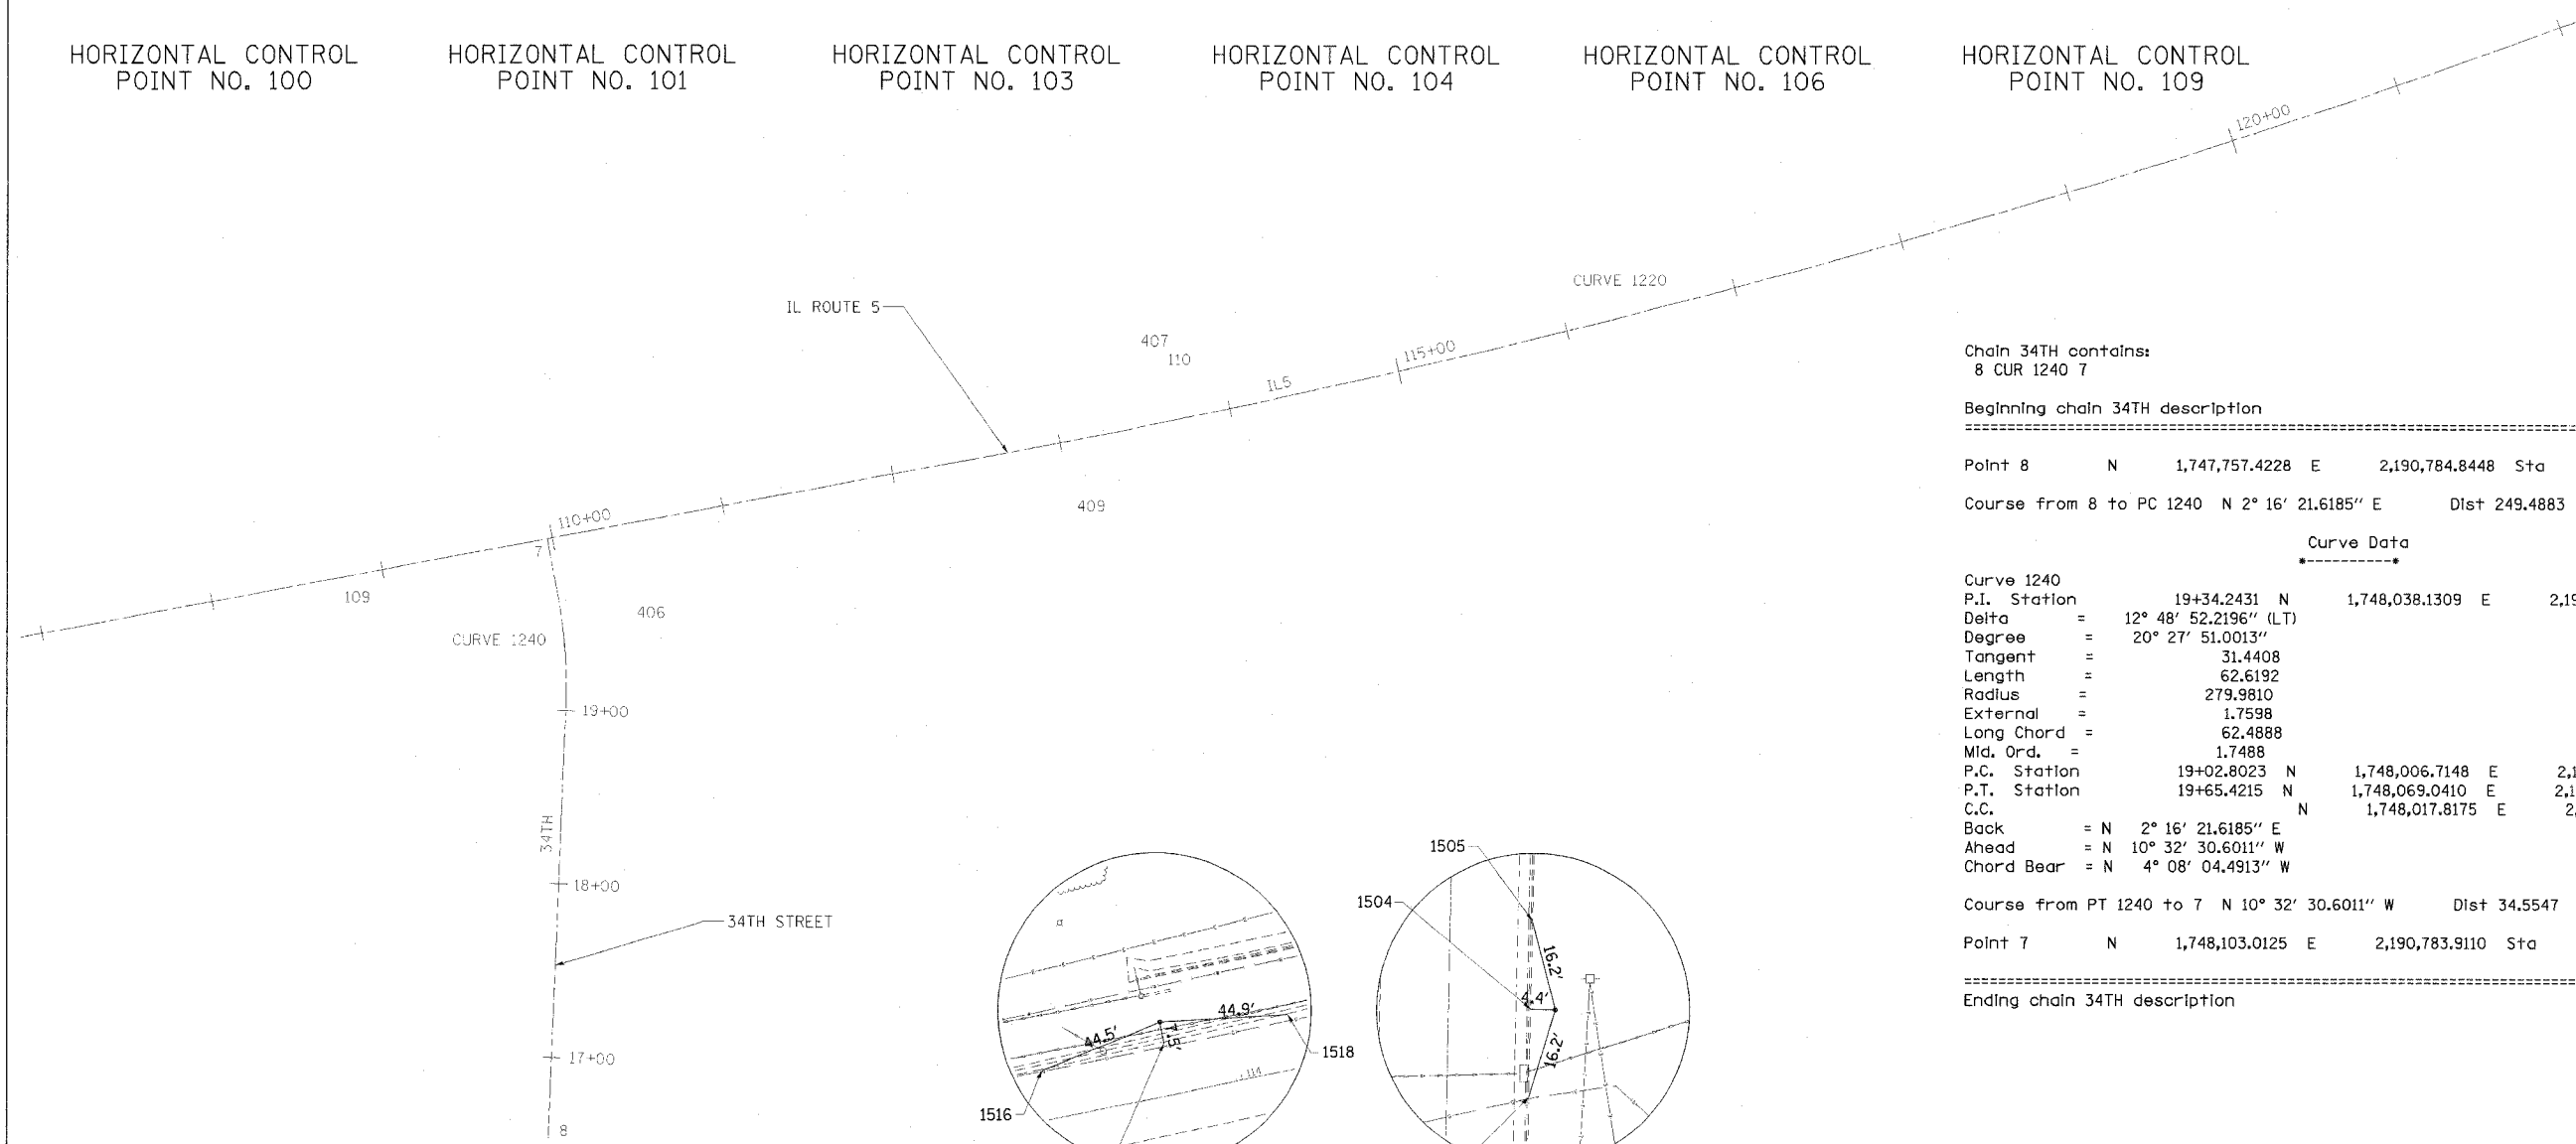 HORIZONTAL CONTROL
POINT NO. 100
HORIZONTAL CONTROL
POINT NO. 101
HORIZONTAL CONTROL
POINT NO. 103
HORIZONTAL CONTROL
POINT NO. 104
HORIZONTAL CONTROL
POINT NO. 106
HORIZONTAL CONTROL
POINT NO. 109
120+00
CURVE 1220
IL ROUTE 5
407
110
115+00
IL5
409
110+00
7
109
406
CURVE 1240
19+00
34TH
18+00
34TH STREET
17+00
8
44.5'
44.9'
7.5'
1518
1516
114
1505
1504
16.2'
4.4'
16.2'
Chain 34TH contains:
8 CUR 1240 7
Beginning chain 34TH description
================================================================
Point 8 N 1,747,757.4228 E 2,190,784.8448 Sta
Course from 8 to PC 1240 N 2° 16' 21.6185" E Dist 249.4883
Curve Data
*----------*
Curve 1240
P.I. Station 19+34.2431 N 1,748,038.1309 E 2,19
Delta = 12° 48' 52.2196" (LT)
Degree = 20° 27' 51.0013"
Tangent = 31.4408
Length = 62.6192
Radius = 279.9810
External = 1.7598
Long Chord = 62.4888
Mid. Ord. = 1.7488
P.C. Station 19+02.8023 N 1,748,006.7148 E 2,1
P.T. Station 19+65.4215 N 1,748,069.0410 E 2,1
C.C. N 1,748,017.8175 E 2,
Back = N 2° 16' 21.6185" E
Ahead = N 10° 32' 30.6011" W
Chord Bear = N 4° 08' 04.4913" W
Course from PT 1240 to 7 N 10° 32' 30.6011" W Dist 34.5547
Point 7 N 1,748,103.0125 E 2,190,783.9110 Sta
================================================================
Ending chain 34TH description